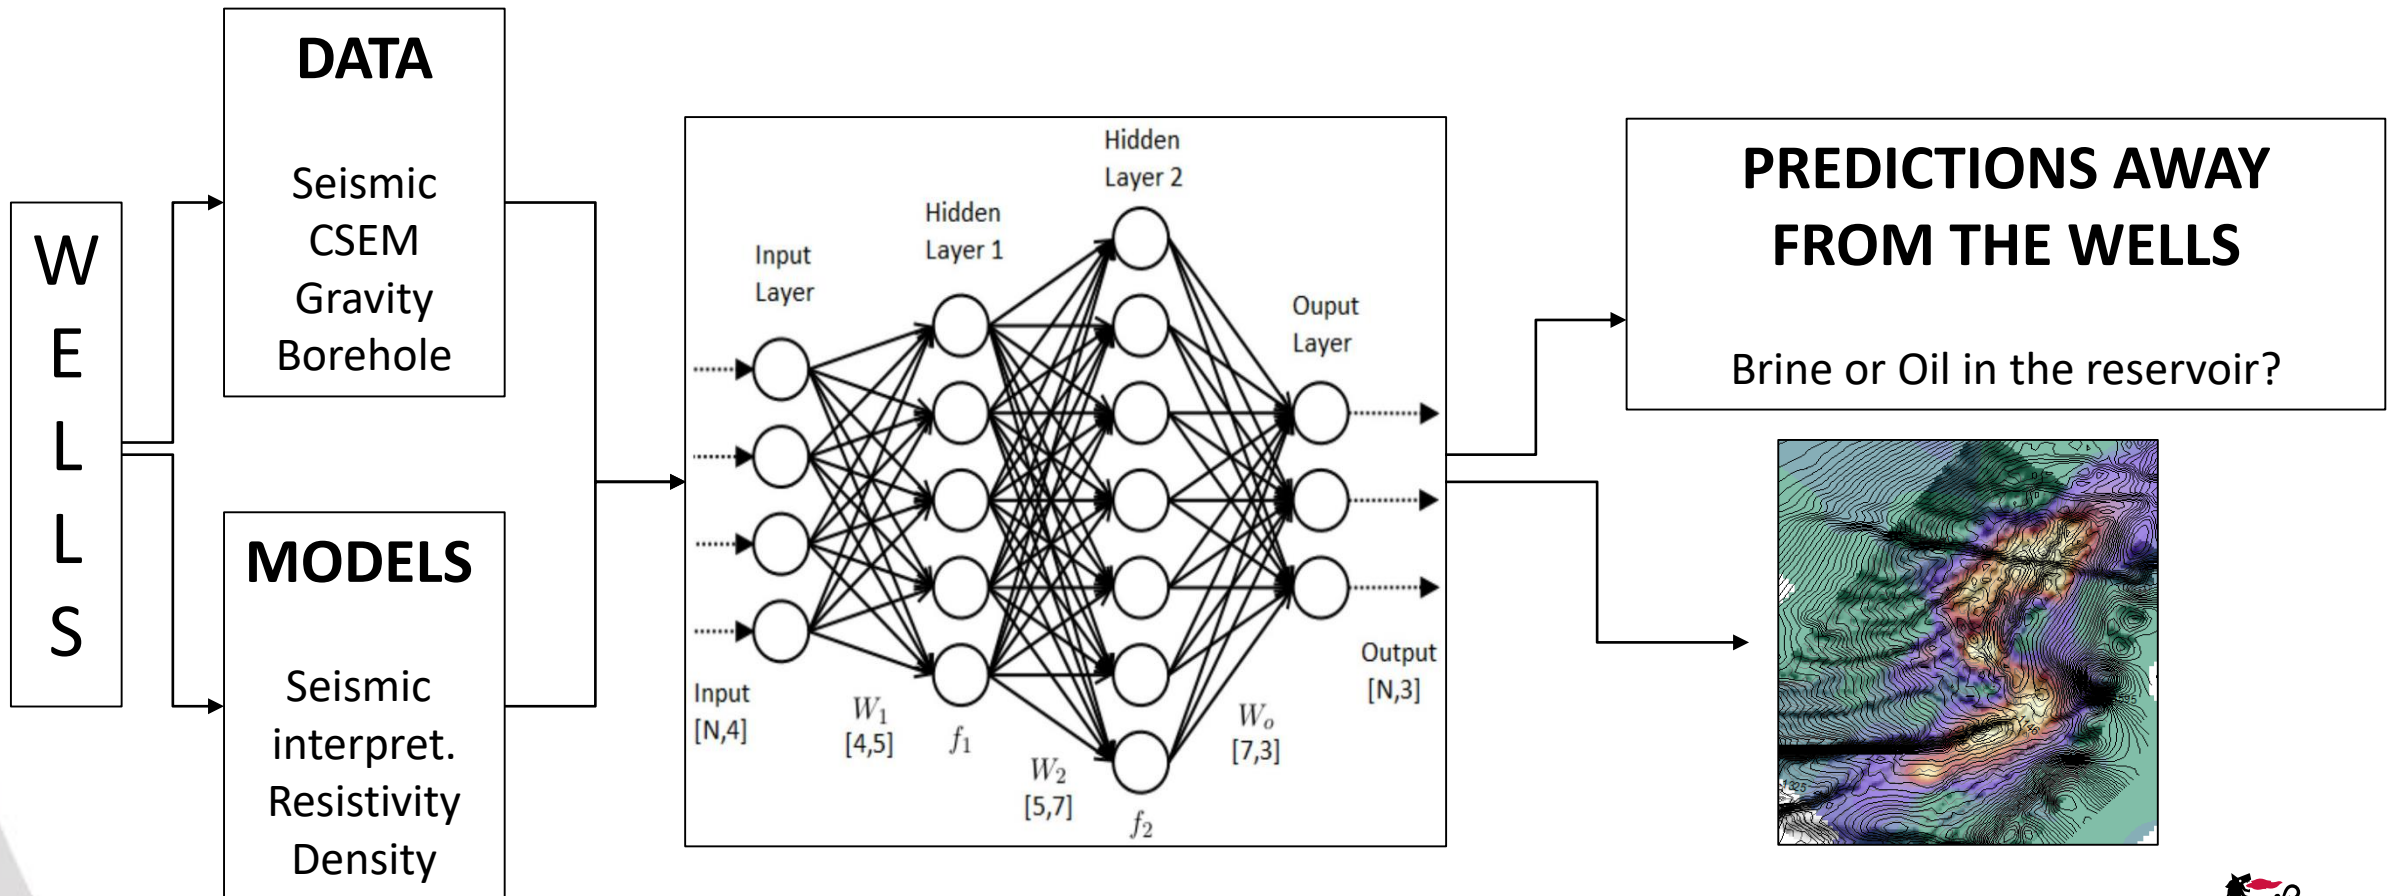 WELLS
DATA
Seismic
CSEM
Gravity
Borehole
MODELS
Seismic
interpret.
Resistivity
Density
Input
Layer
Hidden
Layer 1
Hidden
Layer 2
Ouput
Layer
Input
[N,4]
W₁
[4,5]
f₁
W₂
[5,7]
f₂
Wₒ
[7,3]
Output
[N,3]
PREDICTIONS AWAY
FROM THE WELLS
Brine or Oil in the reservoir?
1325